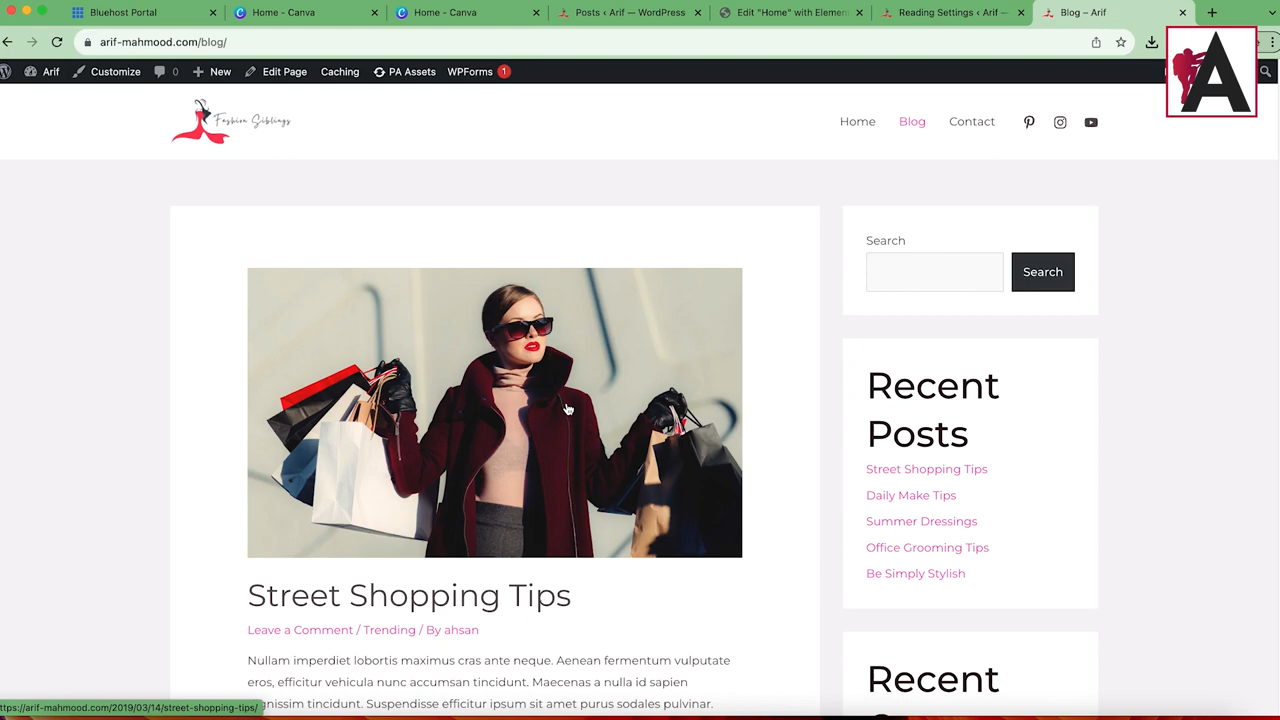 Bluehost Portal
Home - Canva
Home - Canva
Posts ‹ Arif — WordPress
Edit "Home" with Elemen
Reading Settings ‹ Arif —
Blog – Arif
arif-mahmood.com/blog/
Arif
Customize
0
New
Edit Page
Caching
PA Assets
WPForms 1
A
Fashion Siblings
Home
Blog
Contact
Search
Search
Recent
Posts
Street Shopping Tips
Daily Make Tips
Summer Dressings
Office Grooming Tips
Be Simply Stylish
Street Shopping Tips
Leave a Comment / Trending / By ahsan
Nullam imperdiet lobortis maximus cras ante neque. Aenean fermentum vulputate
eros, efficitur vehicula nunc accumsan tincidunt. Maecenas a nulla id sapien
gnissim tincidunt. Suspendisse efficitur ipsum sit amet purus sodales pulvinar.
Recent
ttps://arif-mahmood.com/2019/03/14/street-shopping-tips/